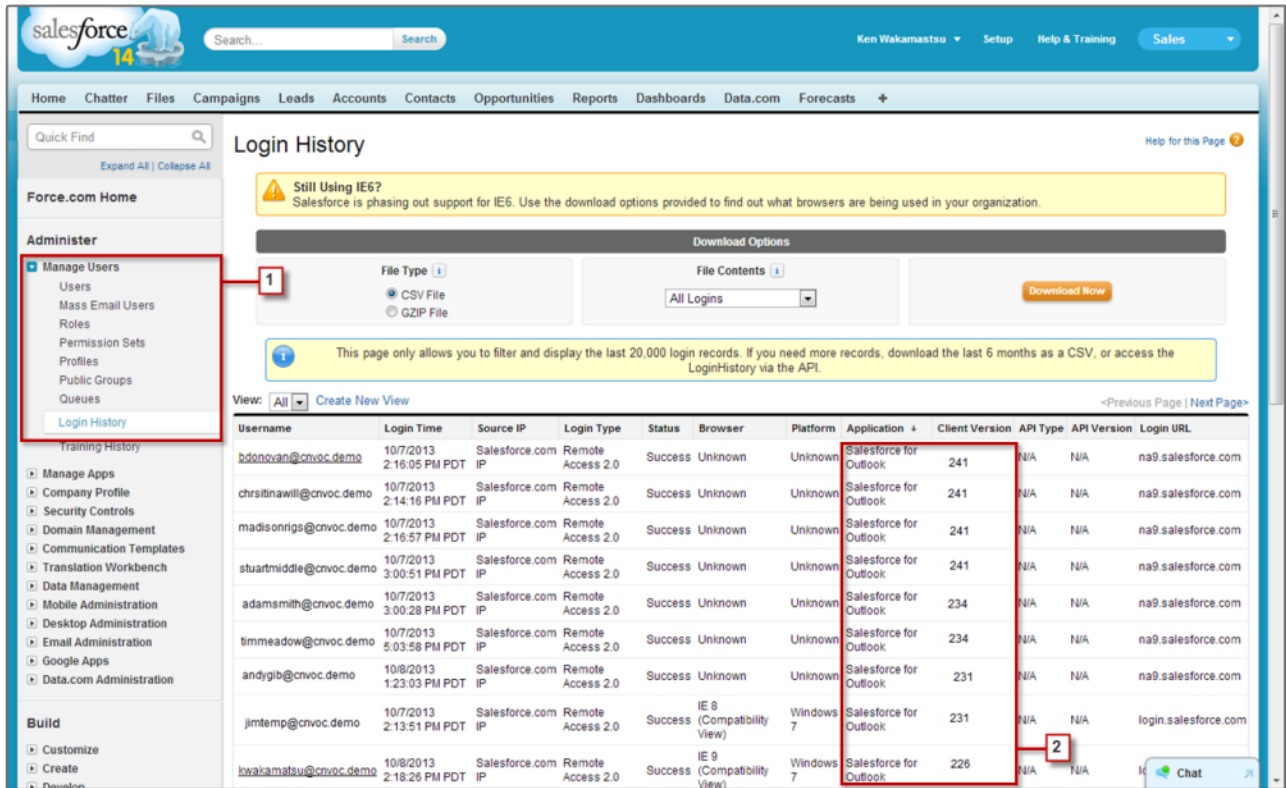 salesforce
14
Search...
Search
Ken Wakamastsu
Setup
Help & Training
Sales
Home Chatter Files Campaigns Leads Accounts Contacts Opportunities Reports Dashboards Data.com Forecasts +
Quick Find
Expand All | Collapse All
Force.com Home
Administer
Manage Users
Users
Mass Email Users
Roles
Permission Sets
Profiles
Public Groups
Queues
Login History
Training History
Manage Apps
Company Profile
Security Controls
Domain Management
Communication Templates
Translation Workbench
Data Management
Mobile Administration
Desktop Administration
Email Administration
Google Apps
Data.com Administration
Build
Customize
Create
Develop
1
Login History
Help for this Page
Still Using IE6?
Salesforce is phasing out support for IE6. Use the download options provided to find out what browsers are being used in your organization.
Download Options
File Type i
CSV File
GZIP File
File Contents i
All Logins
Download Now
This page only allows you to filter and display the last 20,000 login records. If you need more records, download the last 6 months as a CSV, or access the
LoginHistory via the API.
View: All Create New View
<Previous Page | Next Page>
Username Login Time Source IP Login Type Status Browser Platform Application Client Version API Type API Version Login URL
bdonovan@cnvoc.demo 10/7/2013 2:16:05 PM PDT Salesforce.com IP Remote Access 2.0 Success Unknown Unknown Salesforce for Outlook 241 N/A N/A na9.salesforce.com
chrsitinawill@cnvoc.demo 10/7/2013 2:14:16 PM PDT Salesforce.com IP Remote Access 2.0 Success Unknown Unknown Salesforce for Outlook 241 N/A N/A na9.salesforce.com
madisonrigs@cnvoc.demo 10/7/2013 2:16:57 PM PDT Salesforce.com IP Remote Access 2.0 Success Unknown Unknown Salesforce for Outlook 241 N/A N/A na9.salesforce.com
stuartmiddle@cnvoc.demo 10/7/2013 3:00:51 PM PDT Salesforce.com IP Remote Access 2.0 Success Unknown Unknown Salesforce for Outlook 241 N/A N/A na9.salesforce.com
adamsmith@cnvoc.demo 10/7/2013 3:00:28 PM PDT Salesforce.com IP Remote Access 2.0 Success Unknown Unknown Salesforce for Outlook 234 N/A N/A na9.salesforce.com
timmeadow@cnvoc.demo 10/7/2013 5:03:58 PM PDT Salesforce.com IP Remote Access 2.0 Success Unknown Unknown Salesforce for Outlook 234 N/A N/A na9.salesforce.com
andygib@cnvoc.demo 10/8/2013 1:23:03 PM PDT Salesforce.com IP Remote Access 2.0 Success Unknown Unknown Salesforce for Outlook 231 N/A N/A na9.salesforce.com
jimtemp@cnvoc.demo 10/7/2013 2:13:51 PM PDT Salesforce.com IP Remote Access 2.0 Success IE 8 (Compatibility View) Windows 7 Salesforce for Outlook 231 N/A N/A login.salesforce.com
kwakamatsu@cnvoc.demo 10/8/2013 2:18:26 PM PDT Salesforce.com IP Remote Access 2.0 Success IE 9 (Compatibility View) Windows 7 Salesforce for Outlook 226 N/A N/A
2
Chat